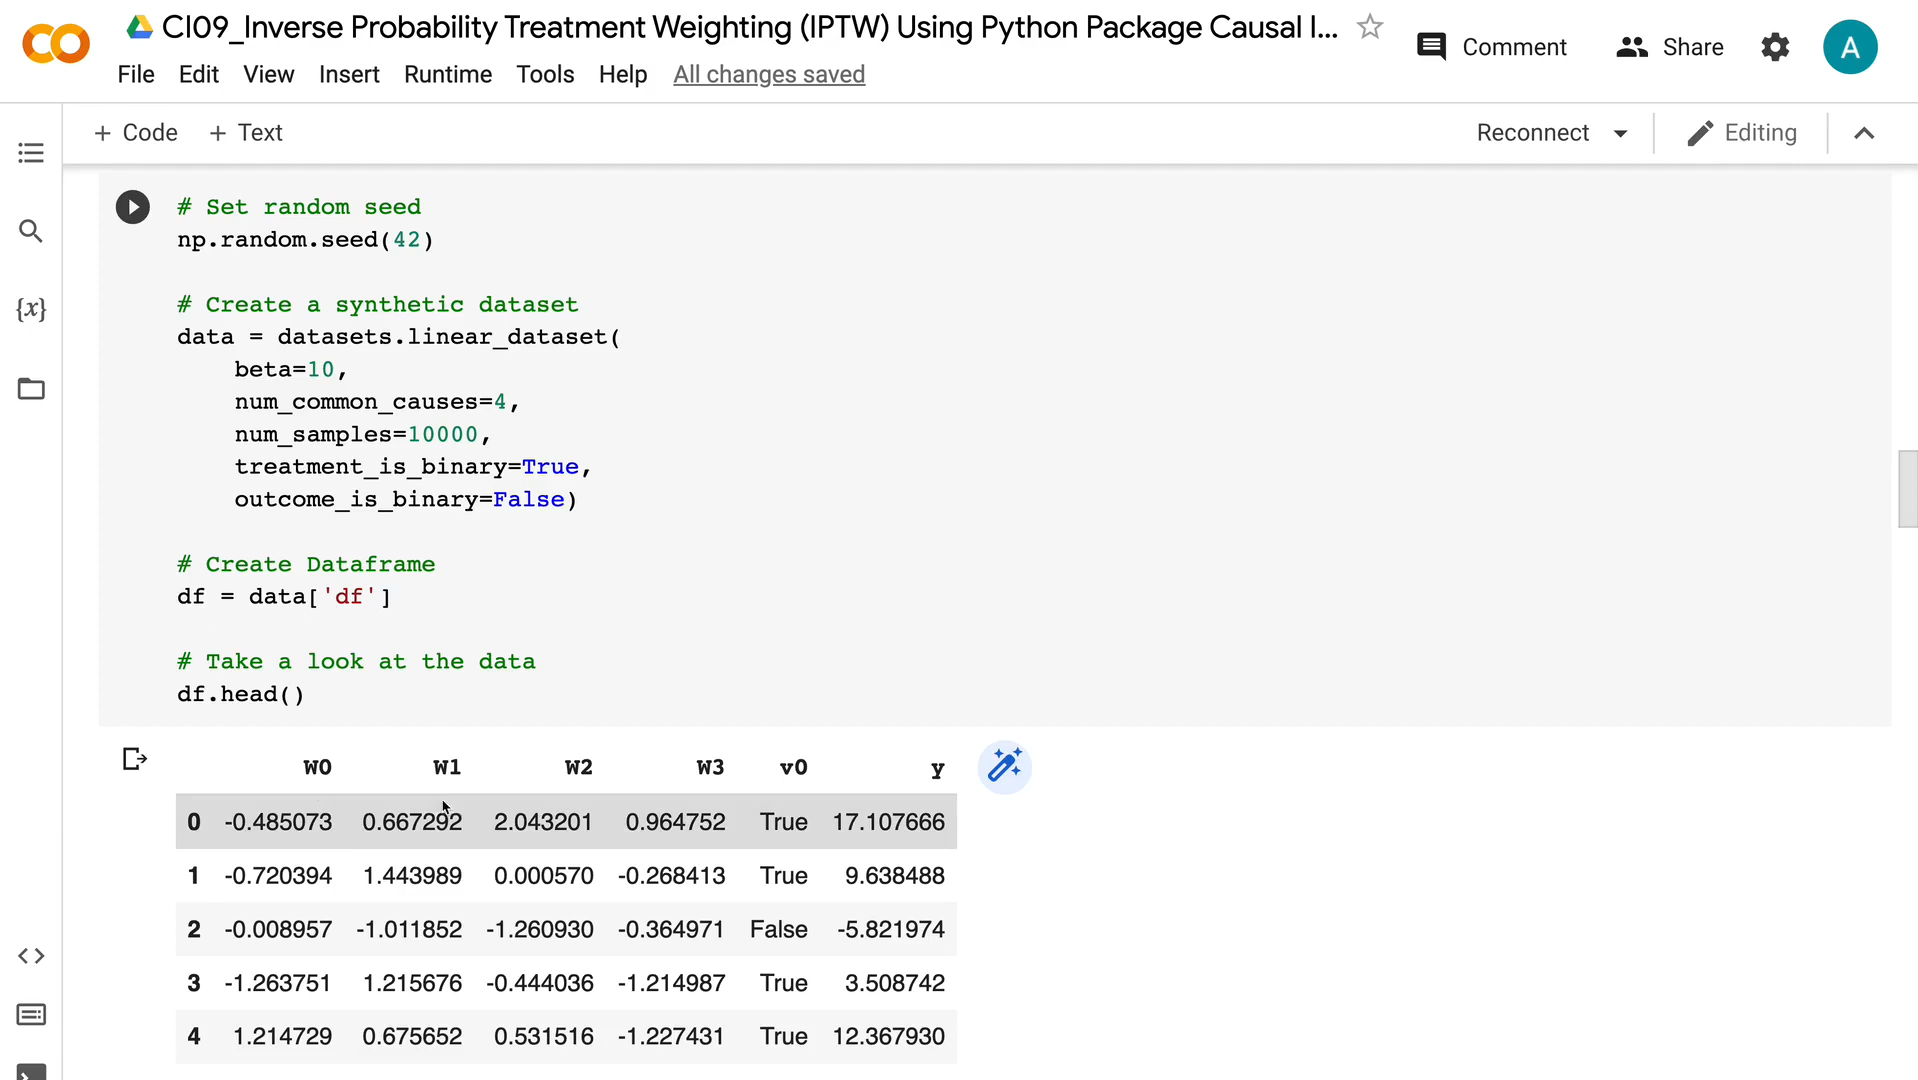 CI09_Inverse Probability Treatment Weighting (IPTW) Using Python Package Causal I...
Comment
Share
A
File Edit View Insert Runtime Tools Help All changes saved
+ Code + Text
Reconnect
Editing
# Set random seed
np.random.seed(42)
{x}
# Create a synthetic dataset
data = datasets.linear_dataset(
beta=10,
num_common_causes=4,
num_samples=10000,
treatment_is_binary=True,
outcome_is_binary=False)
# Create Dataframe
df = data['df']
# Take a look at the data
df.head()
W0 W1 W2 W3 v0 y
0 -0.485073 0.667292 2.043201 0.964752 True 17.107666
1 -0.720394 1.443989 0.000570 -0.268413 True 9.638488
2 -0.008957 -1.011852 -1.260930 -0.364971 False -5.821974
3 -1.263751 1.215676 -0.444036 -1.214987 True 3.508742
4 1.214729 0.675652 0.531516 -1.227431 True 12.367930